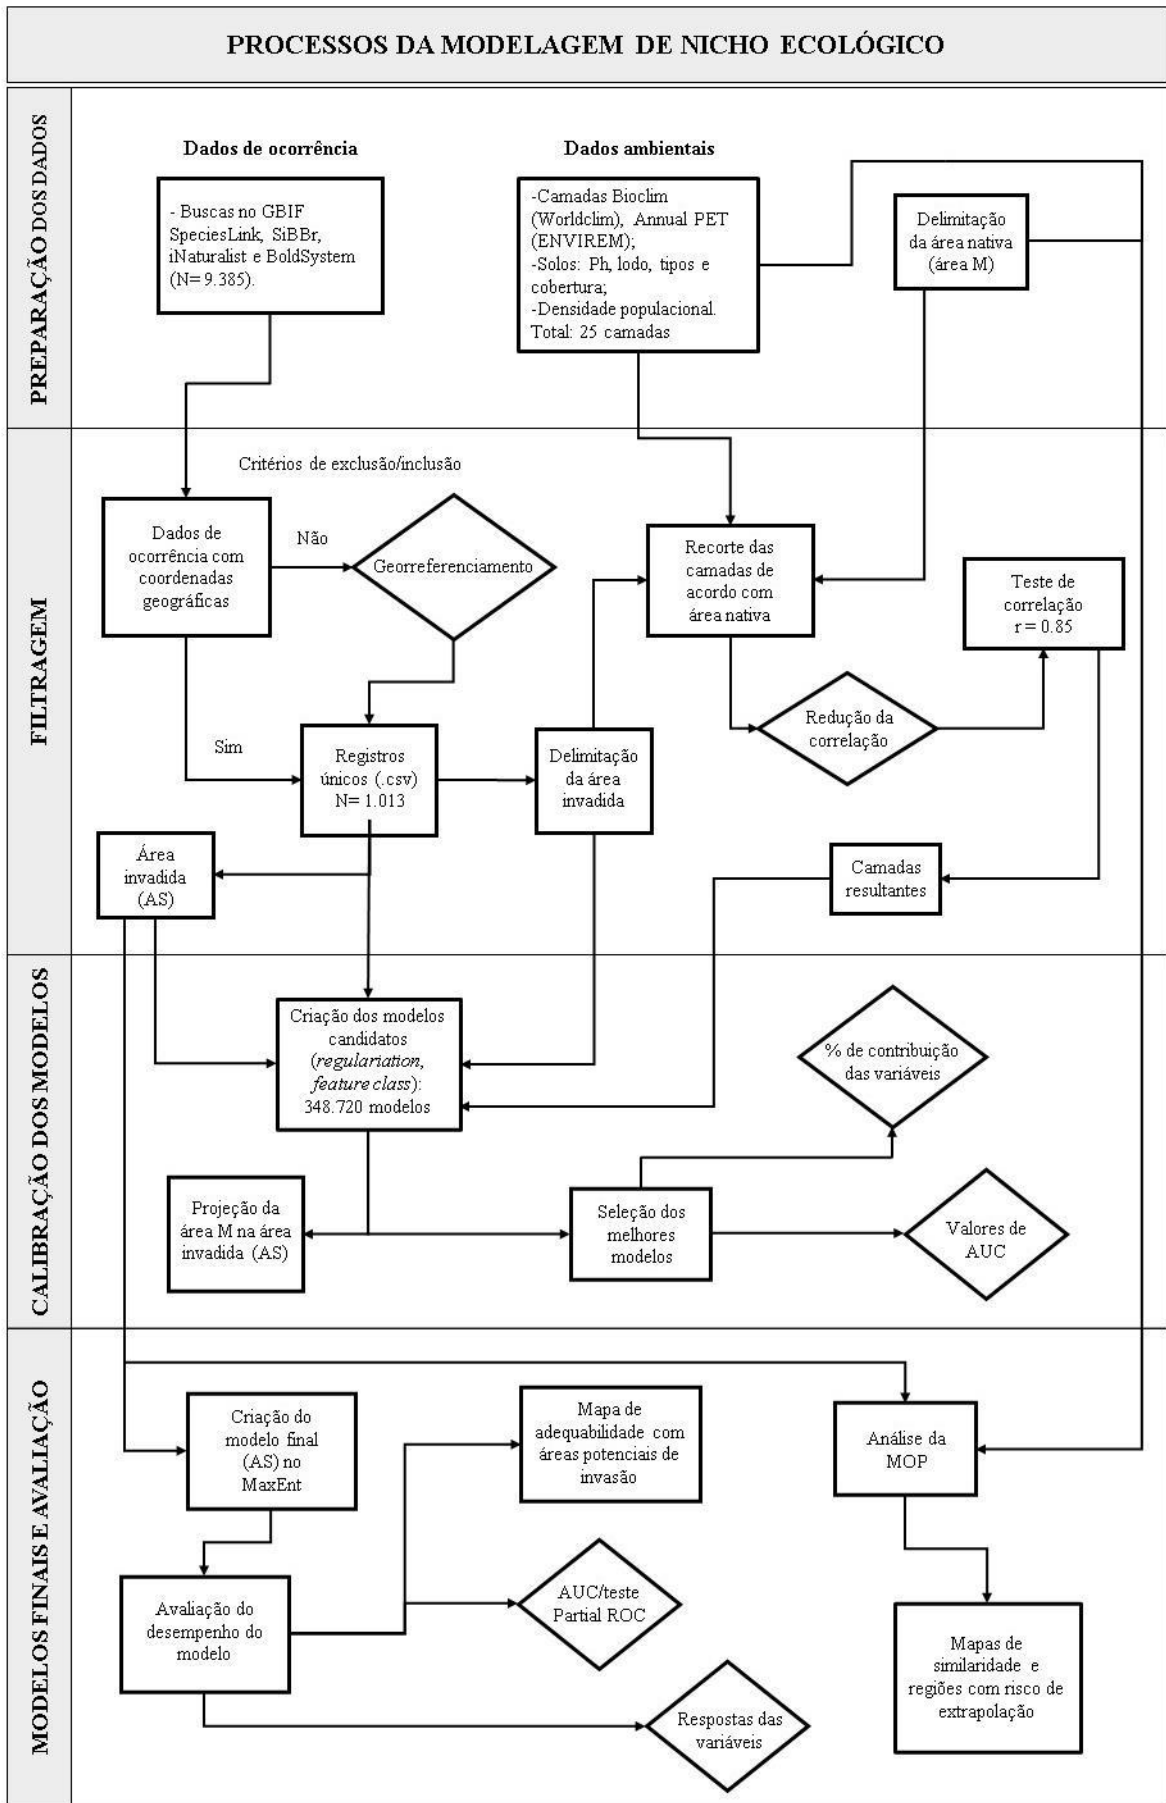 PROCESSOS DA MODELAGEM DE NICHO ECOLÓGICO
PREPARAÇÃO DOS DADOS
Dados de ocorrência
- Buscas no GBIF
SpeciesLink, SiBBr,
iNaturalist e BoldSystem
(N= 9.385).
Dados ambientais
-Camadas Bioclim
(Worldclim), Annual PET
(ENVIREM);
-Solos: Ph, lodo, tipos e
cobertura;
-Densidade populacional.
Total: 25 camadas
Delimitação
da área nativa
(área M)
FILTRAGEM
Critérios de exclusão/inclusão
Dados de
ocorrência com
coordenadas
geográficas
Não
Georreferenciamento
Recorte das
camadas de
acordo com
área nativa
Teste de
correlação
r = 0.85
Redução da
correlação
Sim
Registros
únicos (.csv)
N= 1.013
Delimitação
da área
invadida
Área
invadida
(AS)
Camadas
resultantes
CALIBRAÇÃO DOS MODELOS
Criação dos modelos
candidatos
(regulariation,
feature class):
348.720 modelos
% de contribuição
das variáveis
Projeção da
área M na área
invadida (AS)
Seleção dos
melhores
modelos
Valores de
AUC
MODELOS FINAIS E AVALIAÇÃO
Criação do
modelo final
(AS) no
MaxEnt
Mapa de
adequabilidade com
áreas potenciais de
invasão
Análise da
MOP
Avaliação do
desempenho do
modelo
AUC/teste
Partial ROC
Mapas de
similaridade e
regiões com risco de
extrapolação
Respostas das
variáveis